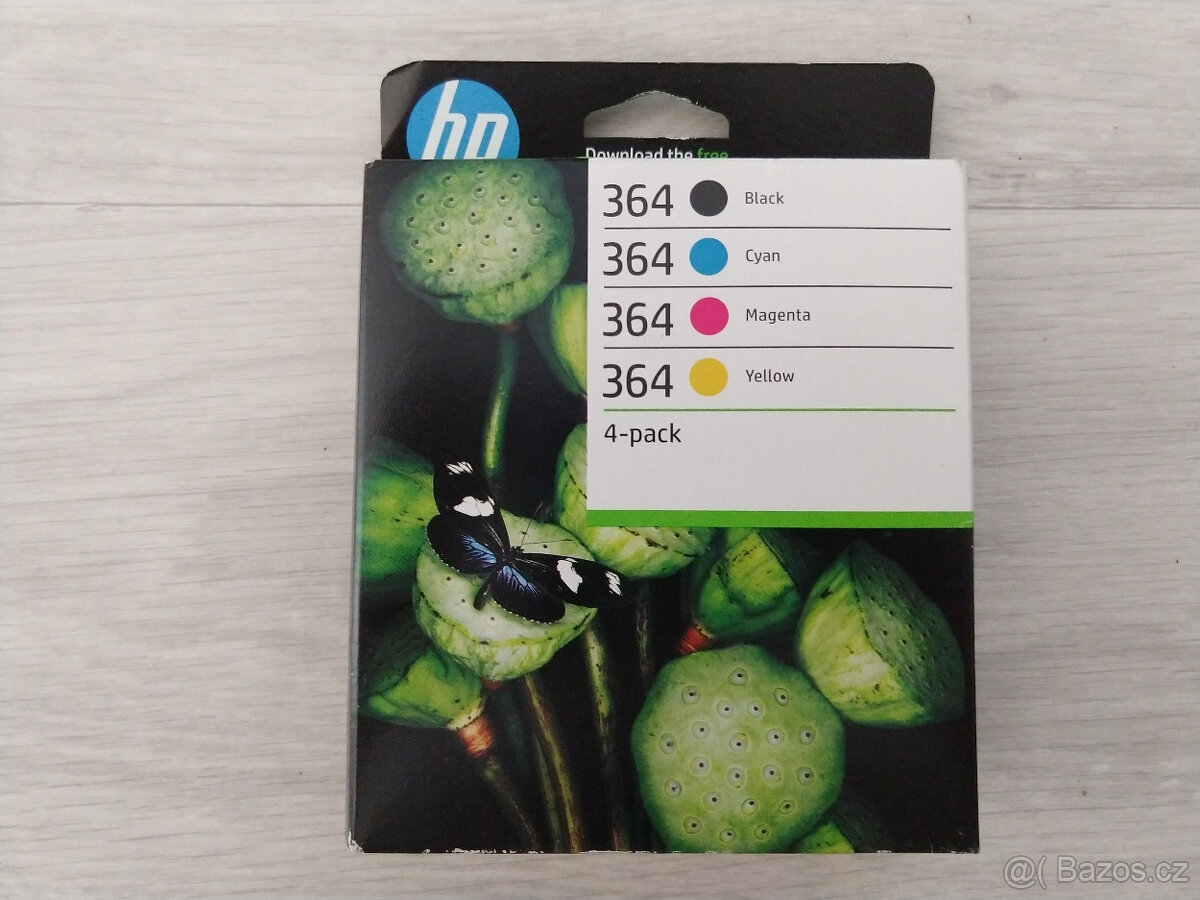 hp
Download the free
364 Black
364 Cyan
364 Magenta
364 Yellow
4-pack
@( Bazos.cz